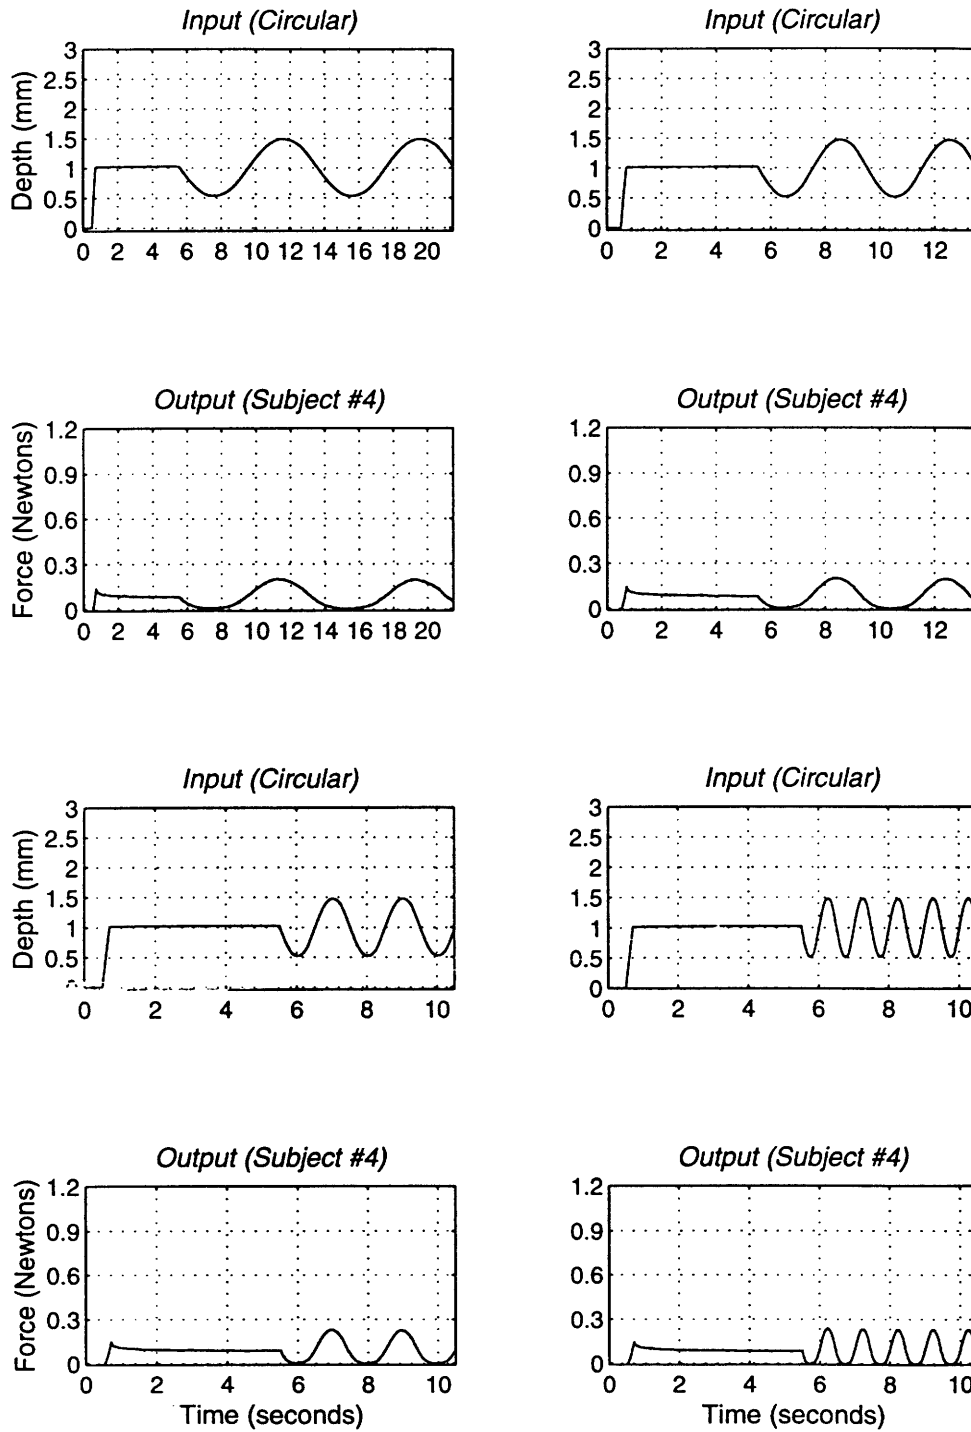 Input (Circular)
Depth (mm)
3
2.5
2
1.5
1
0.5
0
0 2 4 6 8 10 12 14 16 18 20
Input (Circular)
3
2.5
2
1.5
1
0.5
0
0 2 4 6 8 10 12
Output (Subject #4)
Force (Newtons)
1.2
0.9
0.6
0.3
0
0 2 4 6 8 10 12 14 16 18 20
Output (Subject #4)
1.2
0.9
0.6
0.3
0
0 2 4 6 8 10 12
Input (Circular)
Depth (mm)
3
2.5
2
1.5
1
0.5
0 2 4 6 8 10
Input (Circular)
3
2.5
2
1.5
1
0.5
0
0 2 4 6 8 10
Output (Subject #4)
Force (Newtons)
1.2
0.9
0.6
0.3
0
0 2 4 6 8 10
Time (seconds)
Output (Subject #4)
1.2
0.9
0.6
0.3
0
0 2 4 6 8 10
Time (seconds)